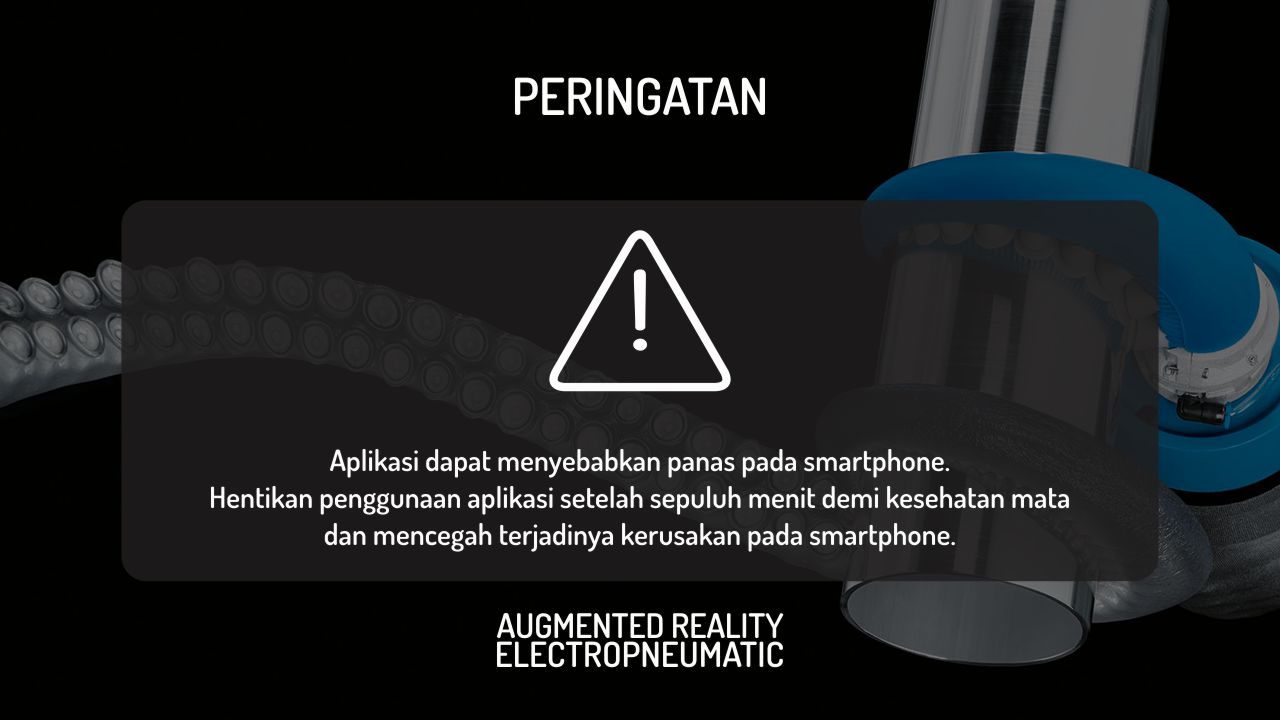 PERINGATAN
Aplikasi dapat menyebabkan panas pada smartphone.
Hentikan penggunaan aplikasi setelah sepuluh menit demi kesehatan mata
dan mencegah terjadinya kerusakan pada smartphone.
AUGMENTED REALITY
ELECTROPNEUMATIC